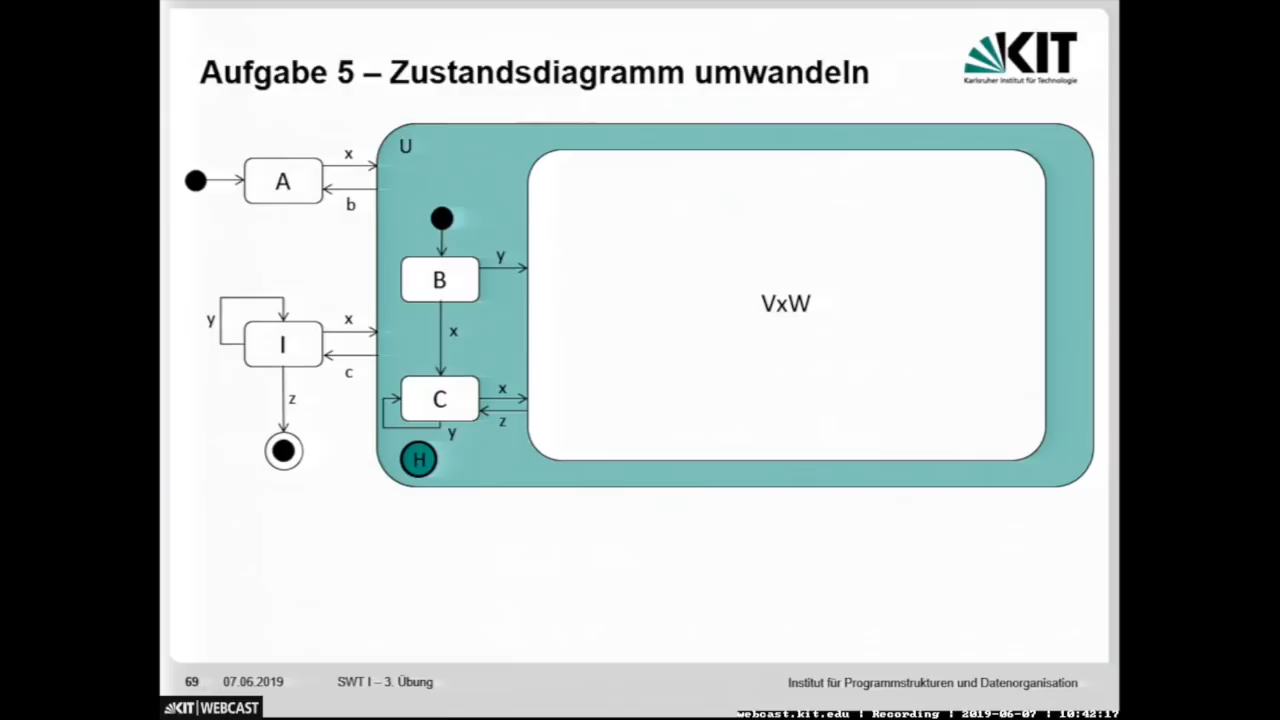 Aufgabe 5 – Zustandsdiagramm umwandeln
KIT
Karlsruher Institut für Technologie
U
x
A
b
B
y
VxW
x
y
I
x
c
z
C
x
z
y
H
69 07.06.2019 SWT I – 3. Übung Institut für Programmstrukturen und Datenorganisation
KIT|WEBCAST
webcast.kit.edu | Recording | 2019-06-07 | 10:42:17